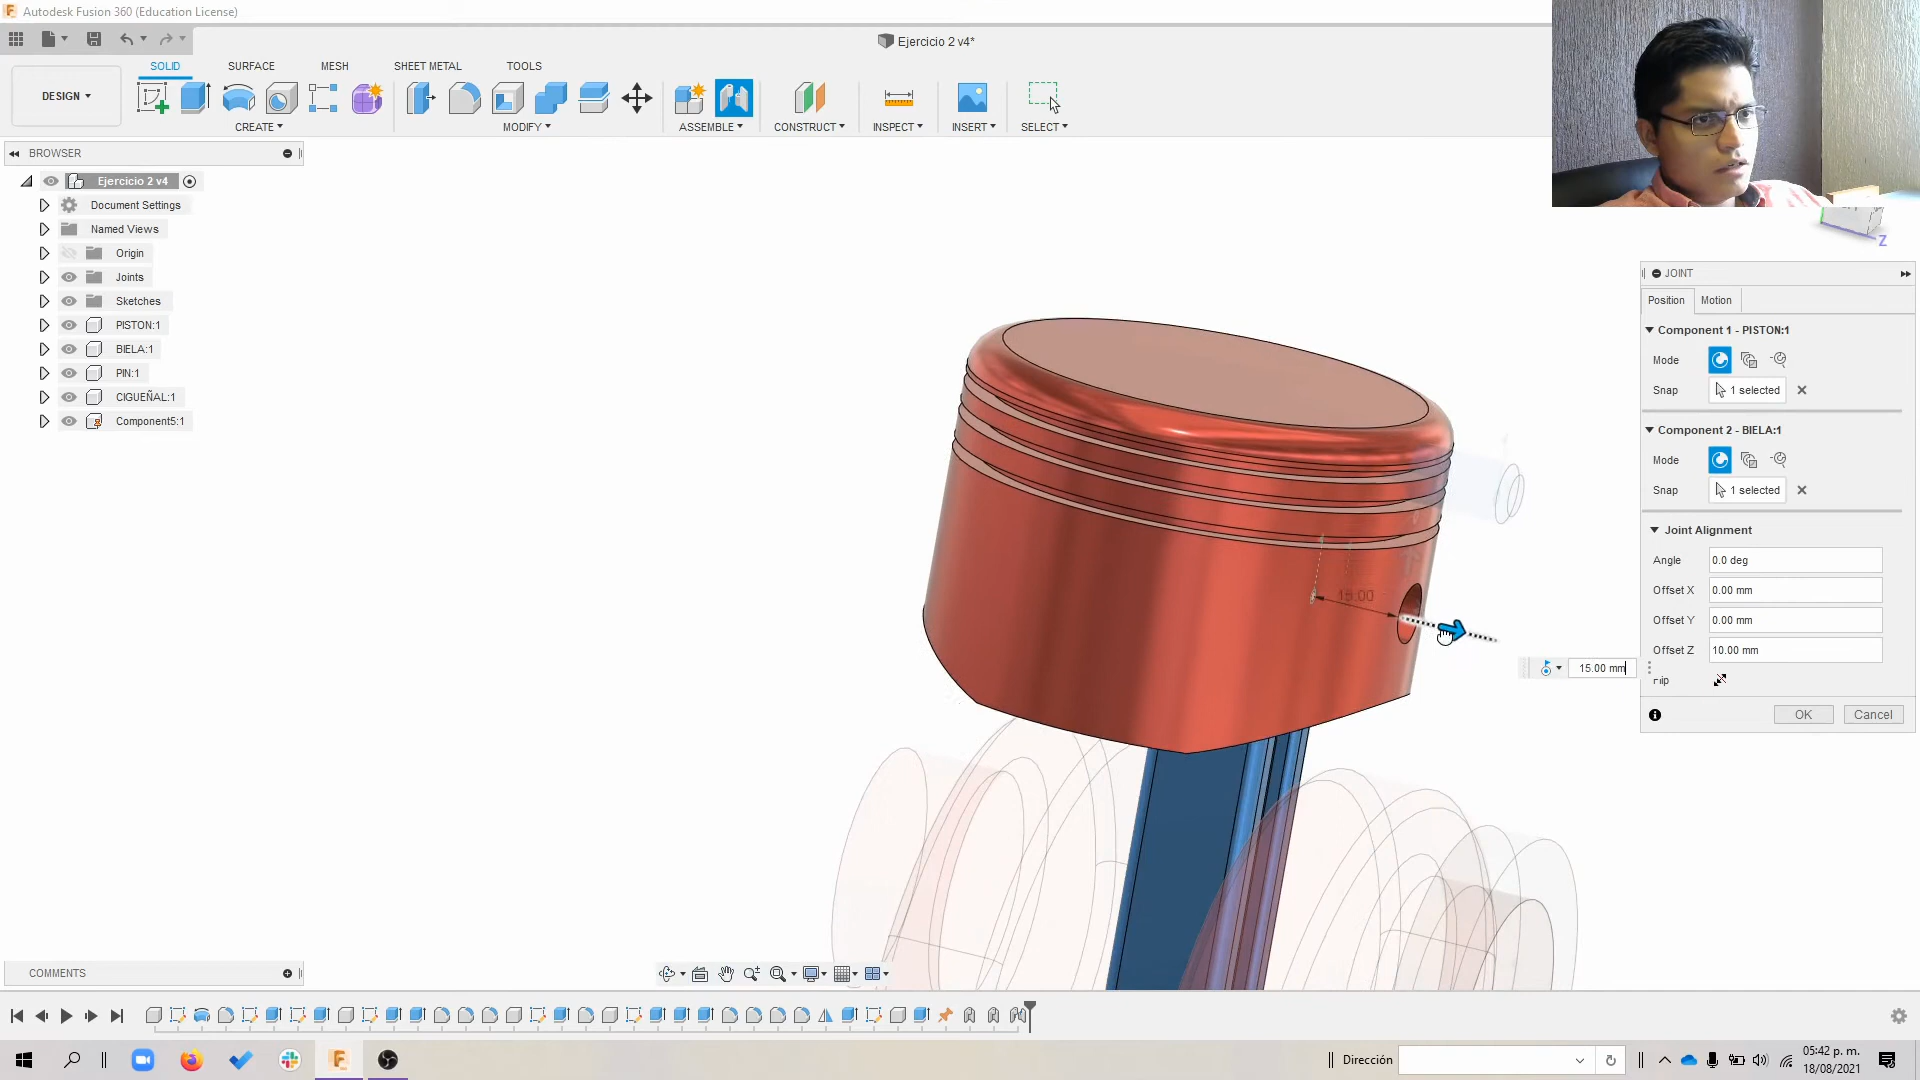 Autodesk Fusion 360 (Education License)
Ejercicio 2 v4*
SOLID
SURFACE
MESH
SHEET METAL
TOOLS
DESIGN
CREATE
MODIFY
ASSEMBLE
CONSTRUCT
INSPECT
INSERT
SELECT
BROWSER
Ejercicio 2 v4
Document Settings
Named Views
Origin
Joints
Sketches
PISTON:1
BIELA:1
PIN:1
CIGUEÑAL:1
Component5:1
Z
JOINT
Position
Motion
Component 1 - PISTON:1
Mode
Snap
1 selected
Component 2 - BIELA:1
Mode
Snap
1 selected
Joint Alignment
Angle
0.0 deg
Offset X
0.00 mm
Offset Y
0.00 mm
Offset Z
10.00 mm
15.00 mm
OK
Cancel
COMMENTS
Dirección
05:42 p. m.
18/08/2021